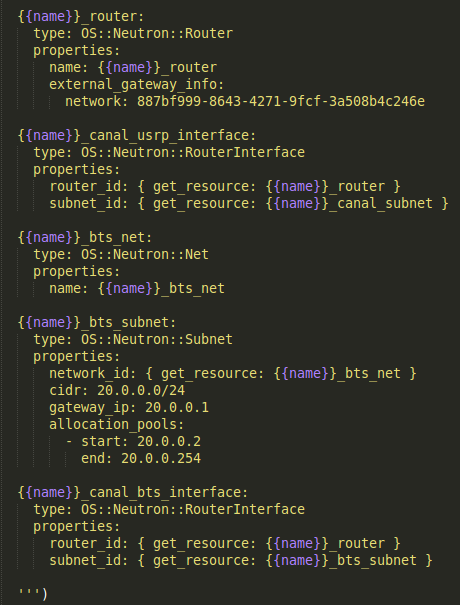 {{name}}_router:
  type: OS::Neutron::Router
  properties:
    name: {{name}}_router
    external_gateway_info:
      network: 887bf999-8643-4271-9fcf-3a508b4c246e

{{name}}_canal_usrp_interface:
  type: OS::Neutron::RouterInterface
  properties:
    router_id: { get_resource: {{name}}_router }
    subnet_id: { get_resource: {{name}}_canal_subnet }

{{name}}_bts_net:
  type: OS::Neutron::Net
  properties:
    name: {{name}}_bts_net

{{name}}_bts_subnet:
  type: OS::Neutron::Subnet
  properties:
    network_id: { get_resource: {{name}}_bts_net }
    cidr: 20.0.0.0/24
    gateway_ip: 20.0.0.1
    allocation_pools:
      - start: 20.0.0.2
        end: 20.0.0.254

{{name}}_canal_bts_interface:
  type: OS::Neutron::RouterInterface
  properties:
    router_id: { get_resource: {{name}}_router }
    subnet_id: { get_resource: {{name}}_bts_subnet }

''')